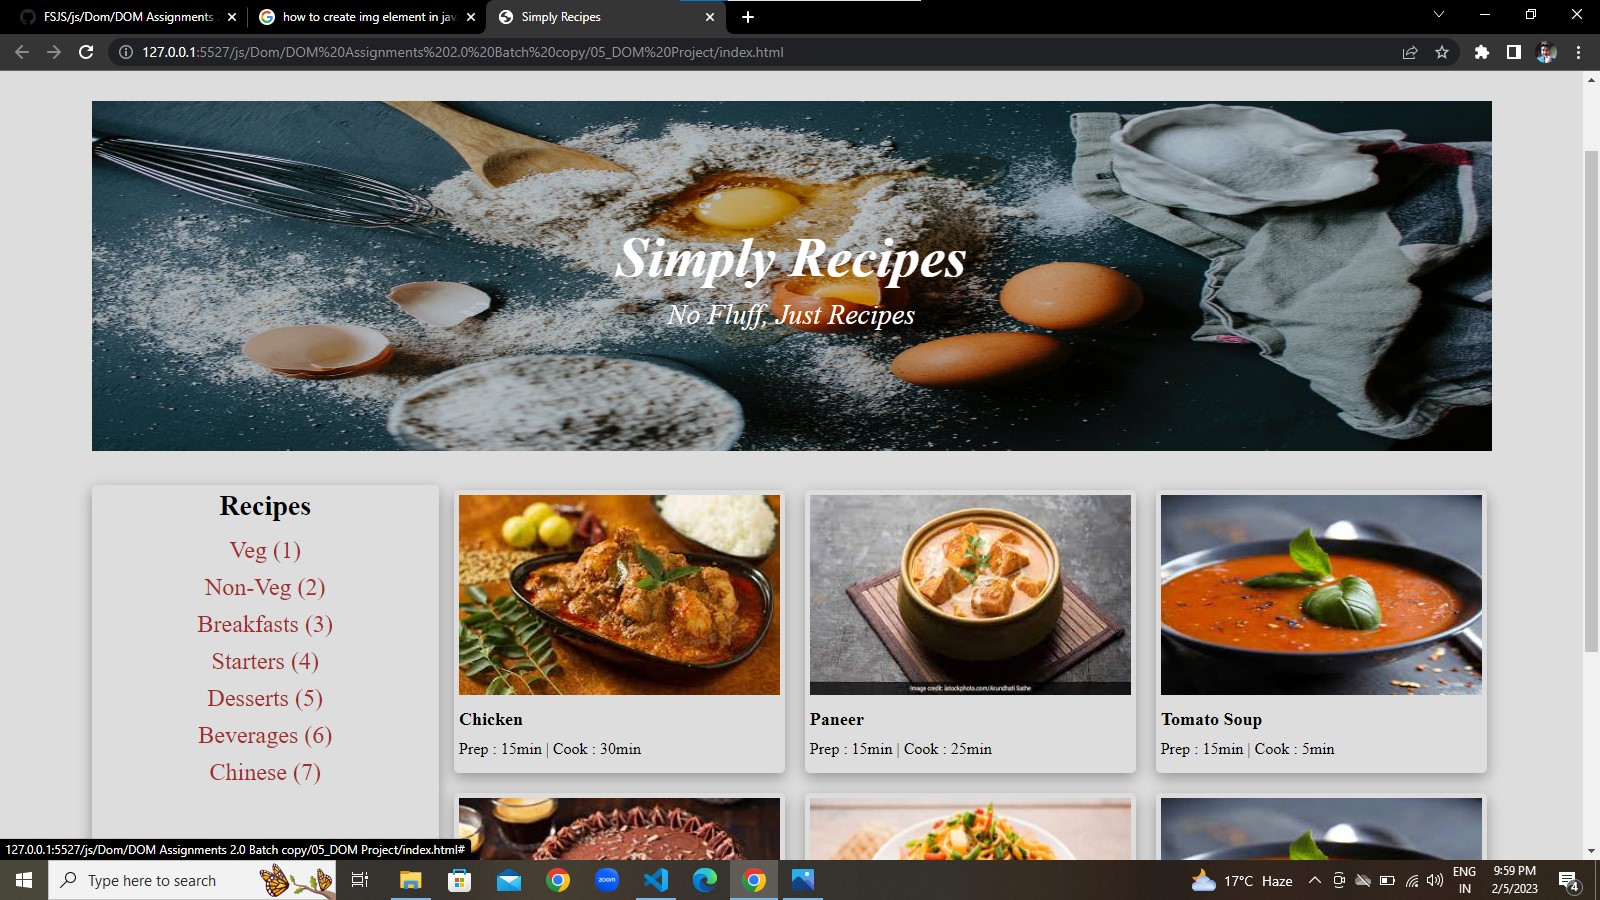 FSJS/js/Dom/DOM Assignments
how to create img element in jav
Simply Recipes
127.0.0.1:5527/js/Dom/DOM%20Assignments%202.0%20Batch%20copy/05_DOM%20Project/index.html
Simply Recipes
No Fluff, Just Recipes
Recipes
Veg (1)
Non-Veg (2)
Breakfasts (3)
Starters (4)
Desserts (5)
Beverages (6)
Chinese (7)
Image credit: istockphoto.com/Arundhati Sathe
Chicken
Prep : 15min | Cook : 30min
Paneer
Prep : 15min | Cook : 25min
Tomato Soup
Prep : 15min | Cook : 5min
127.0.0.1:5527/js/Dom/DOM Assignments 2.0 Batch copy/05_DOM Project/index.html#
Type here to search
zoom
17°C Haze
ENG
IN
9:59 PM
2/5/2023
4